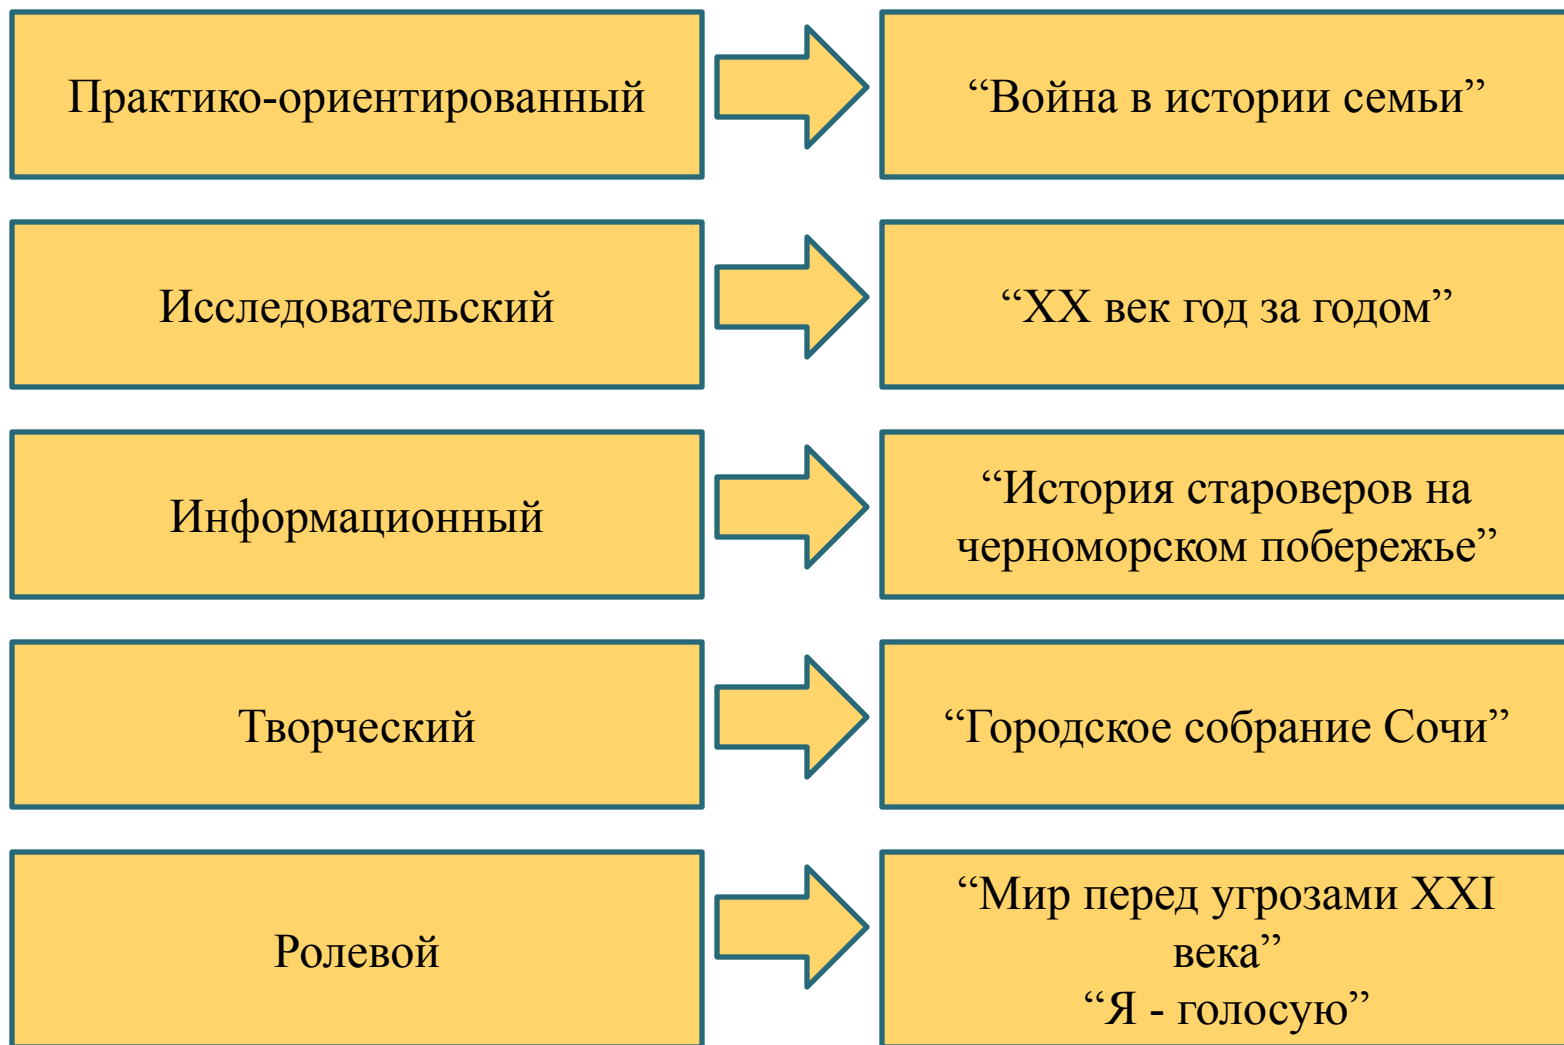 Практико-ориентированный
“Война в истории семьи”
Исследовательский
“XX век год за годом”
Информационный
“История староверов на
черноморском побережье”
Творческий
“Городское собрание Сочи”
Ролевой
“Мир перед угрозами XXI
века”
“Я - голосую”